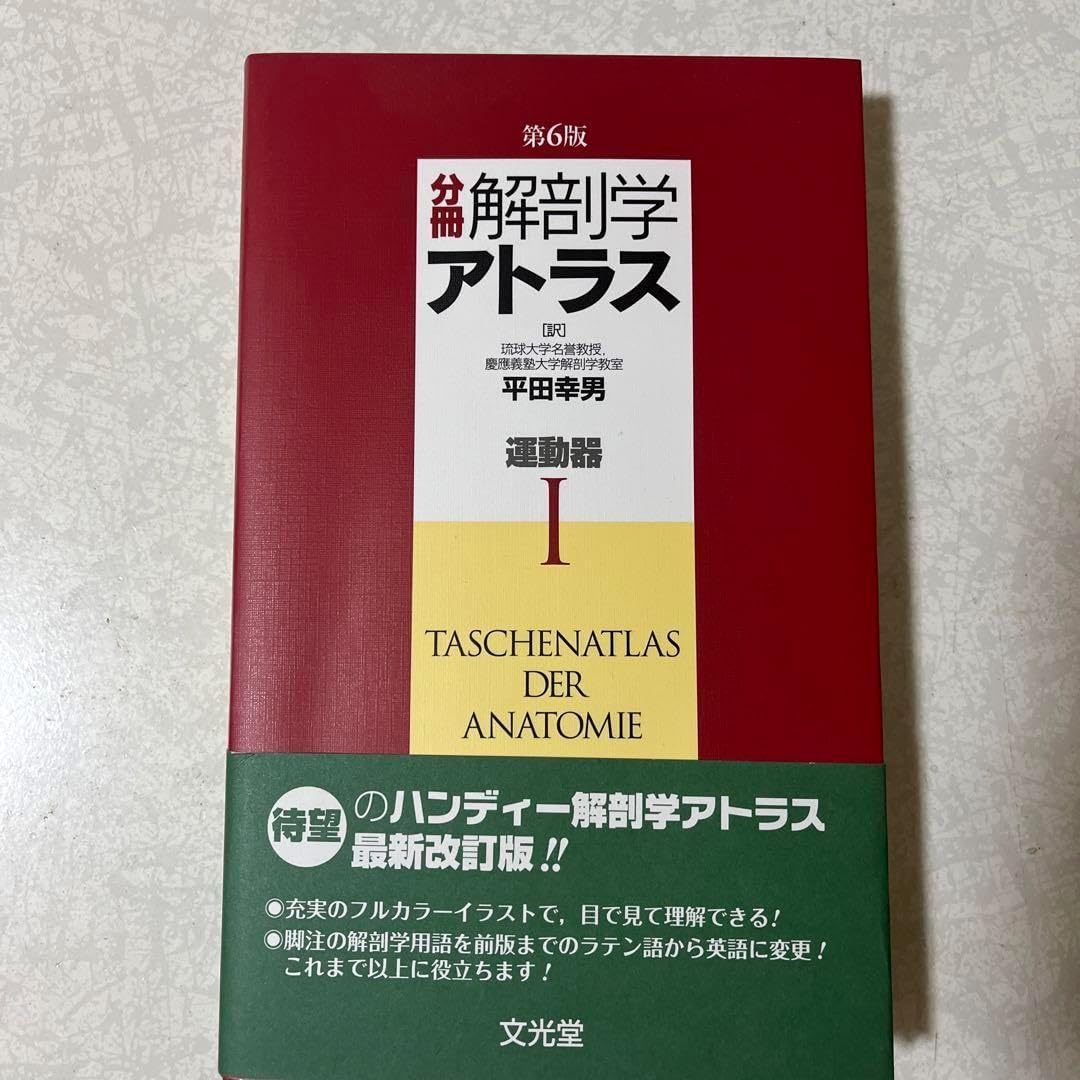 第6版
分冊 解剖学
アトラス
[訳]
琉球大学名誉教授,
慶應義塾大学解剖学教室
平田幸男
運動器
I
TASCHENATLAS
DER
ANATOMIE
待望のハンディー解剖学アトラス
最新改訂版!!
◉充実のフルカラーイラストで,目で見て理解できる!
◉脚注の解剖学用語を前版までのラテン語から英語に変更!
これまで以上に役立ちます!
文光堂